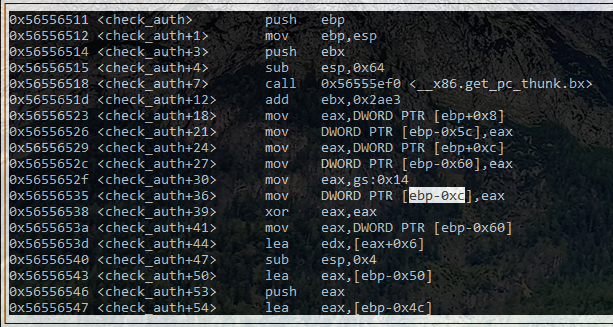 0x56556511 <check_auth> push ebp
0x56556512 <check_auth+1> mov ebp,esp
0x56556514 <check_auth+3> push ebx
0x56556515 <check_auth+4> sub esp,0x64
0x56556518 <check_auth+7> call 0x56555ef0 <__x86.get_pc_thunk.bx>
0x5655651d <check_auth+12> add ebx,0x2ae3
0x56556523 <check_auth+18> mov eax,DWORD PTR [ebp+0x8]
0x56556526 <check_auth+21> mov DWORD PTR [ebp-0x5c],eax
0x56556529 <check_auth+24> mov eax,DWORD PTR [ebp+0xc]
0x5655652c <check_auth+27> mov DWORD PTR [ebp-0x60],eax
0x5655652f <check_auth+30> mov eax,gs:0x14
0x56556535 <check_auth+36> mov DWORD PTR [ebp-0xc],eax
0x56556538 <check_auth+39> xor eax,eax
0x5655653a <check_auth+41> mov eax,DWORD PTR [ebp-0x60]
0x5655653d <check_auth+44> lea edx,[eax+0x6]
0x56556540 <check_auth+47> sub esp,0x4
0x56556543 <check_auth+50> lea eax,[ebp-0x50]
0x56556546 <check_auth+53> push eax
0x56556547 <check_auth+54> lea eax,[ebp-0x4c]